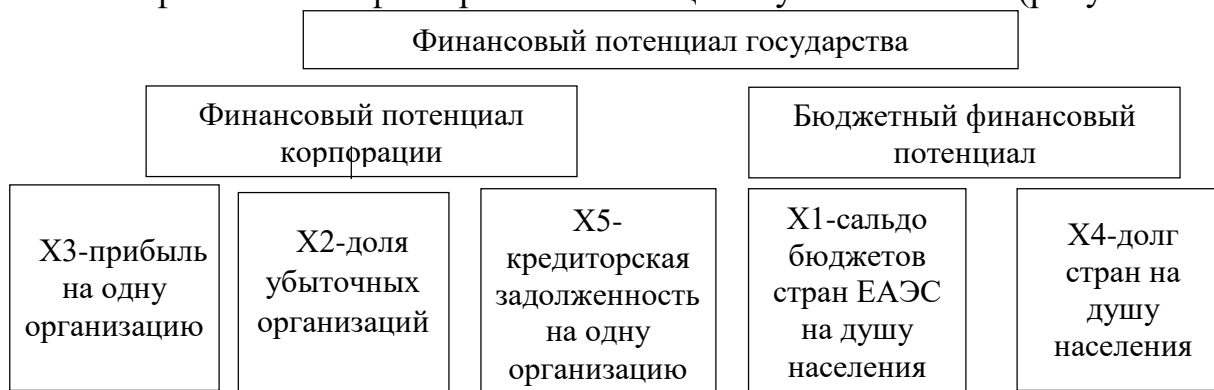 Финансовый потенциал государства
Финансовый потенциал
корпорации
Бюджетный финансовый
потенциал
Х3-прибыль
на одну
организацию
Х2-доля
убыточных
организаций
Х5-
кредиторская
задолженность
на одну
организацию
Х1-сальдо
бюджетов
стран ЕАЭС
на душу
населения
Х4-долг
стран на
душу
населения